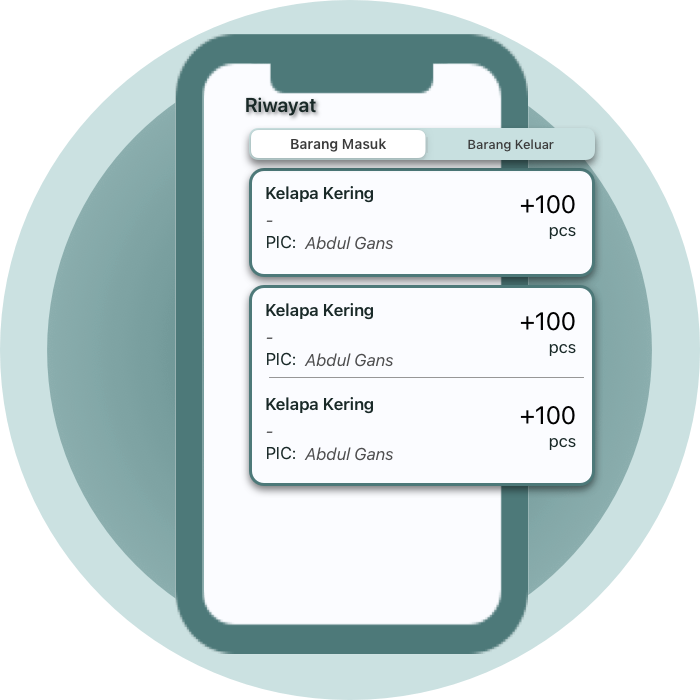 Riwayat
Barang Masuk Barang Keluar
Kelapa Kering +100
-
pcs
PIC: Abdul Gans
Kelapa Kering +100
-
pcs
PIC: Abdul Gans
Kelapa Kering +100
-
pcs
PIC: Abdul Gans